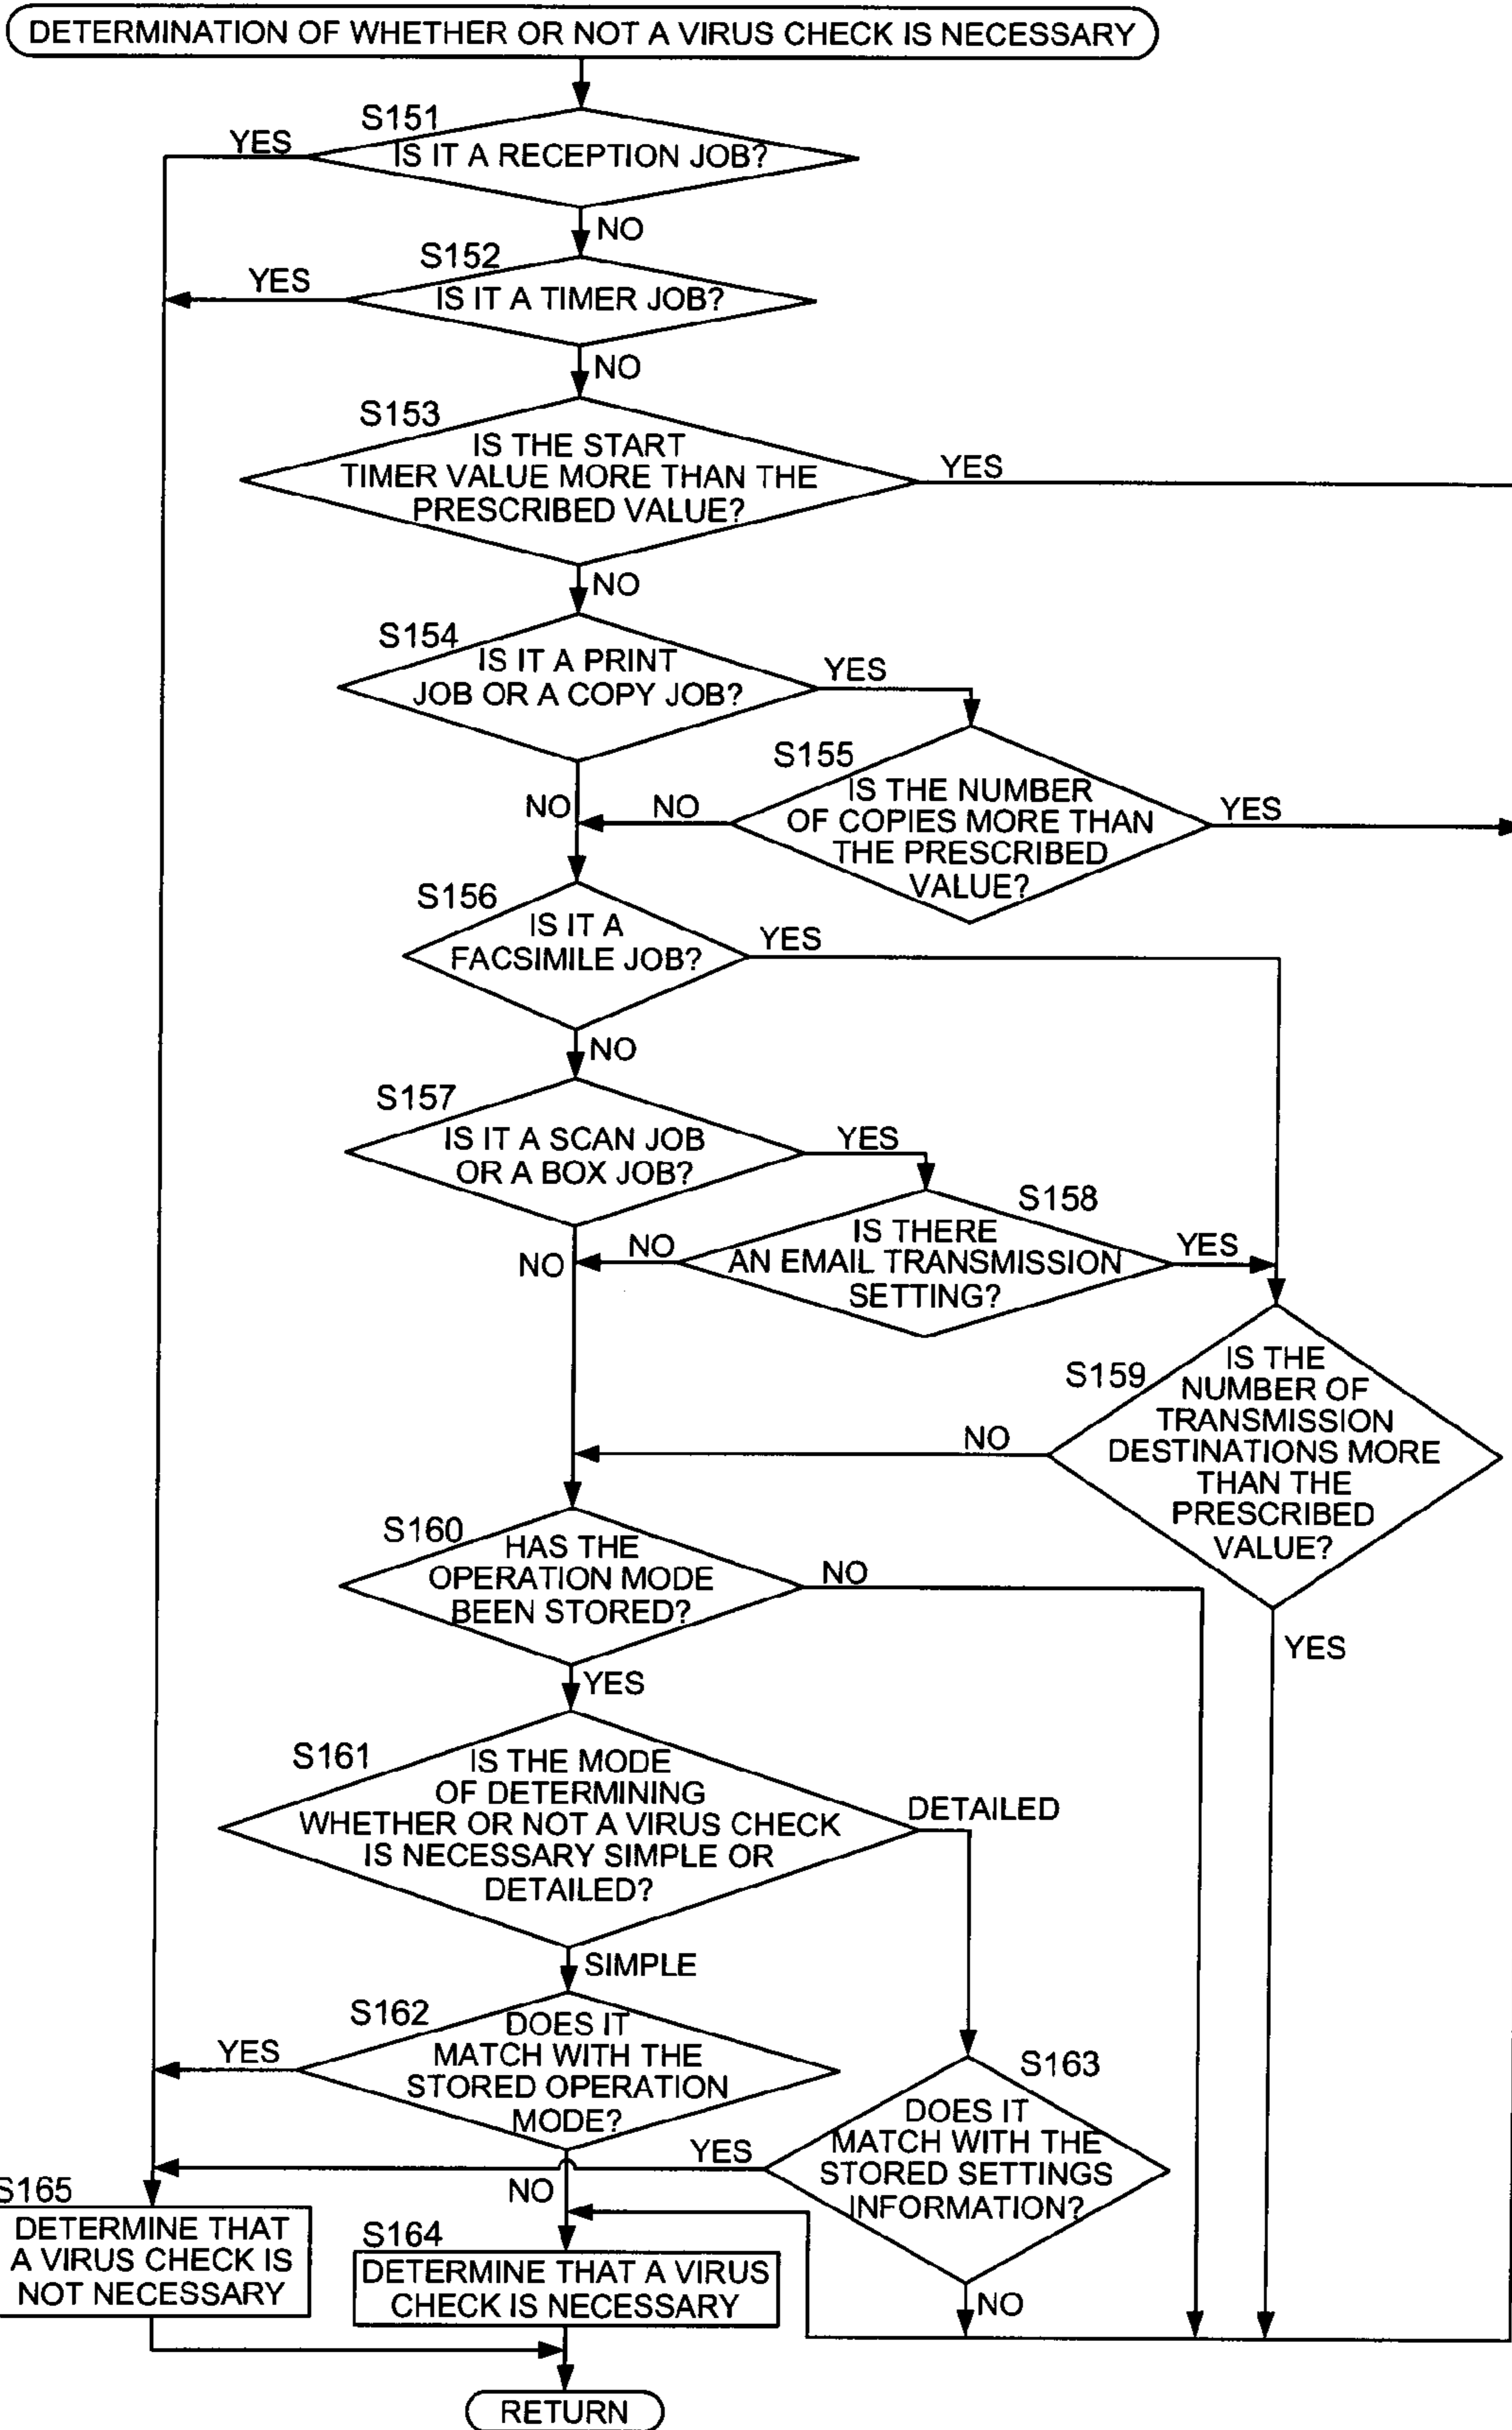 DETERMINATION OF WHETHER OR NOT A VIRUS CHECK IS NECESSARY
S151
YES
IS IT A RECEPTION JOB?
NO
S152
YES
IS IT A TIMER JOB?
NO
S153
IS THE START
TIMER VALUE MORE THAN THE
PRESCRIBED VALUE?
YES
NO
S154
IS IT A PRINT
JOB OR A COPY JOB?
YES
S155
IS THE NUMBER
OF COPIES MORE THAN
THE PRESCRIBED
VALUE?
NO
NO
YES
S156
IS IT A
FACSIMILE JOB?
YES
NO
S157
IS IT A SCAN JOB
OR A BOX JOB?
YES
S158
IS THERE
AN EMAIL TRANSMISSION
SETTING?
NO
NO
YES
S159
IS THE
NUMBER OF
TRANSMISSION
DESTINATIONS MORE
THAN THE
PRESCRIBED
VALUE?
NO
YES
S160
HAS THE
OPERATION MODE
BEEN STORED?
NO
YES
S161
IS THE MODE
OF DETERMINING
WHETHER OR NOT A VIRUS CHECK
IS NECESSARY SIMPLE OR
DETAILED?
DETAILED
SIMPLE
S162
DOES IT
MATCH WITH THE
STORED OPERATION
MODE?
YES
NO
S163
DOES IT
MATCH WITH THE
STORED SETTINGS
INFORMATION?
YES
NO
S165
DETERMINE THAT
A VIRUS CHECK IS
NOT NECESSARY
S164
DETERMINE THAT A VIRUS
CHECK IS NECESSARY
RETURN